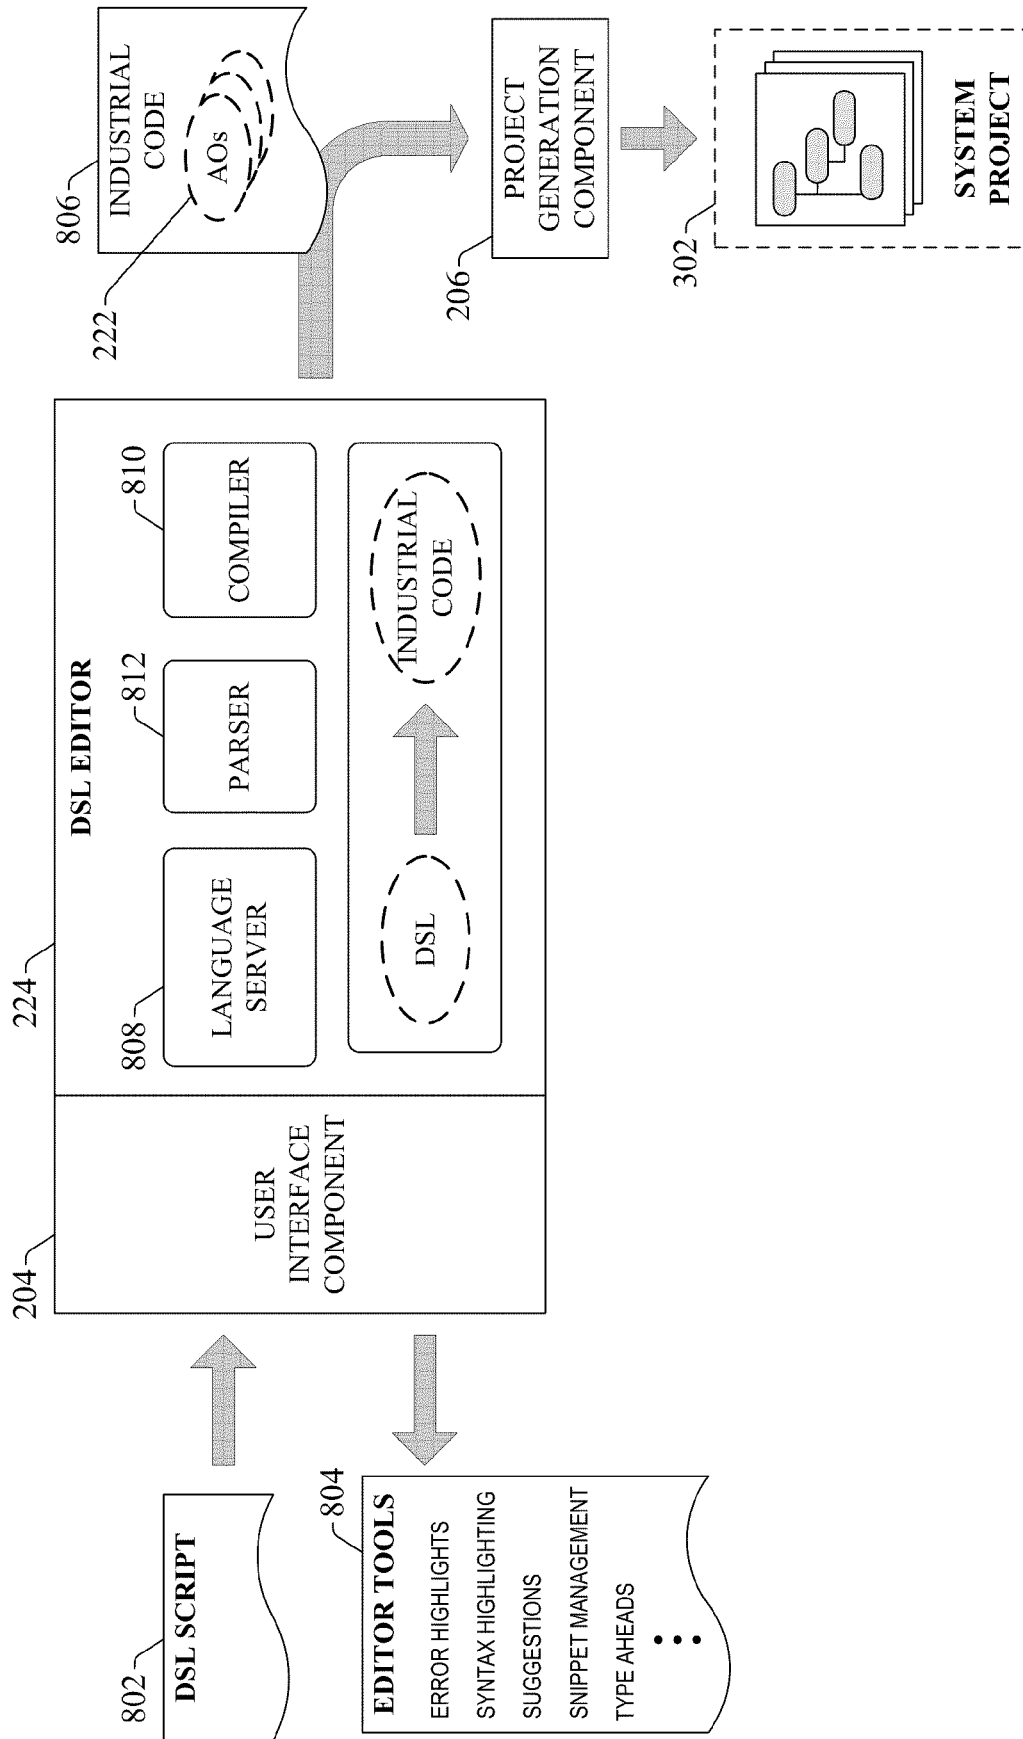 802
DSL SCRIPT
804
EDITOR TOOLS
ERROR HIGHLIGHTS
SYNTAX HIGHLIGHTING
SUGGESTIONS
SNIPPET MANAGEMENT
TYPE AHEADS
204
USER
INTERFACE
COMPONENT
224
DSL EDITOR
808
LANGUAGE
SERVER
812
PARSER
810
COMPILER
DSL
INDUSTRIAL
CODE
806
INDUSTRIAL
CODE
222
AOs
206
PROJECT
GENERATION
COMPONENT
302
SYSTEM
PROJECT